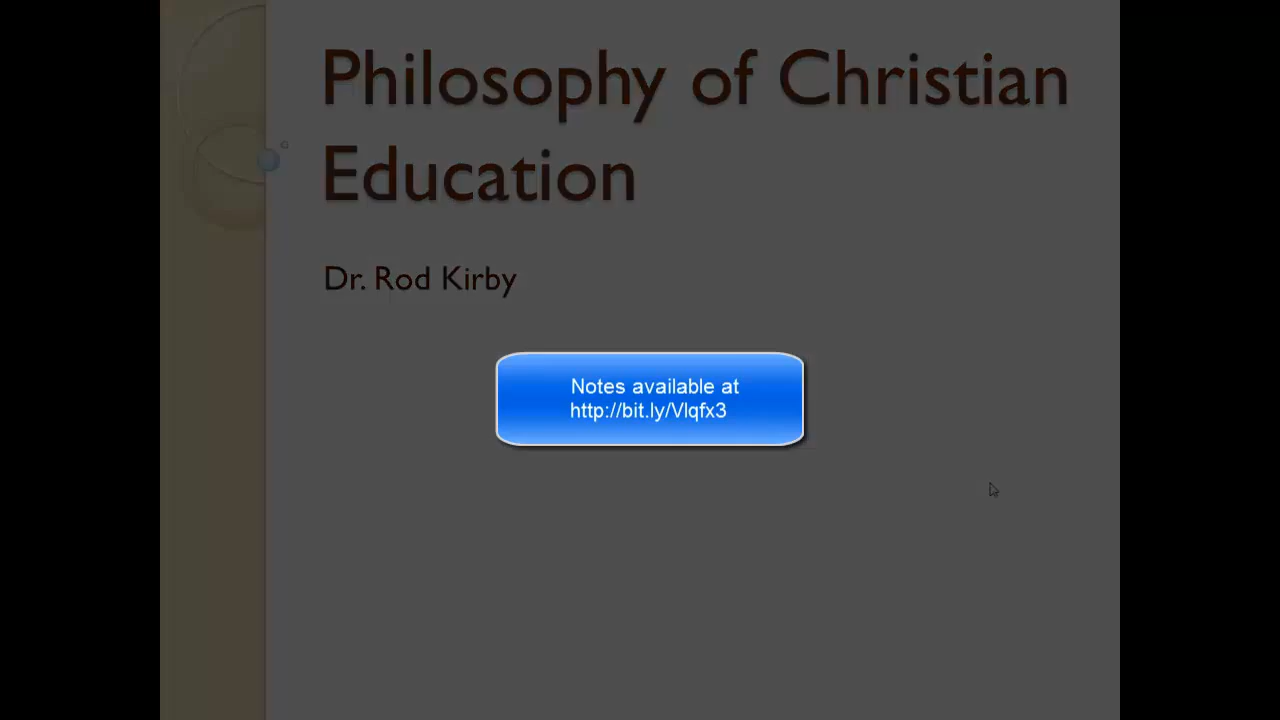 Philosophy of Christian
Education
Dr. Rod Kirby
Notes available at
http://bit.ly/Vlqfx3